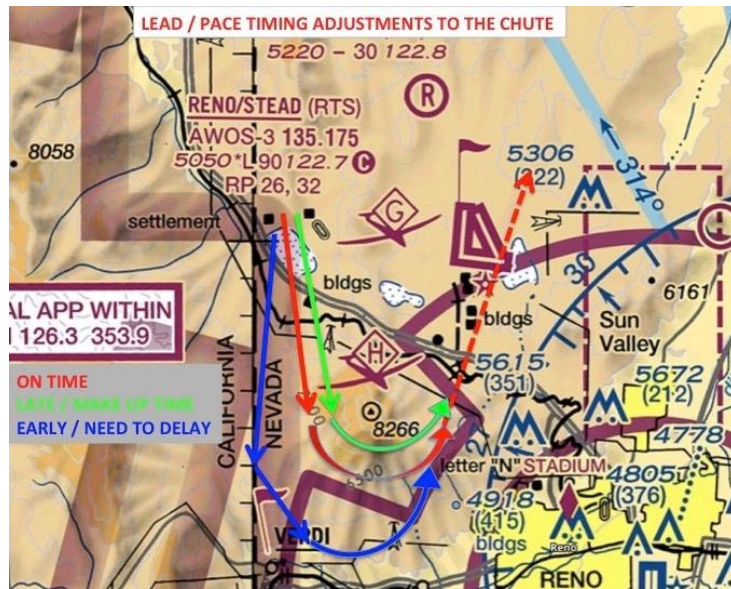 LEAD / PACE TIMING ADJUSTMENTS TO THE CHUTE
5220 – 30 122.8
RENO/STEAD (RTS)
AWOS-3 135.175
5050 *L 90 122.7 C
RP 26, 32
R
8058
settlement
G
5306
(222)
314°
C
bldgs
30
6161
AL APP WITHIN
126.3 353.9
H
bldgs
Sun
Valley
5615
(351)
5672
(212)
ON TIME
LATE / MAKE UP TIME
EARLY / NEED TO DELAY
CALIFORNIA
NEVADA
8266
6500
letter "N"
STADIUM
4778
4805
(376)
4918
(415)
bldgs
VERDI
Reno
RENO